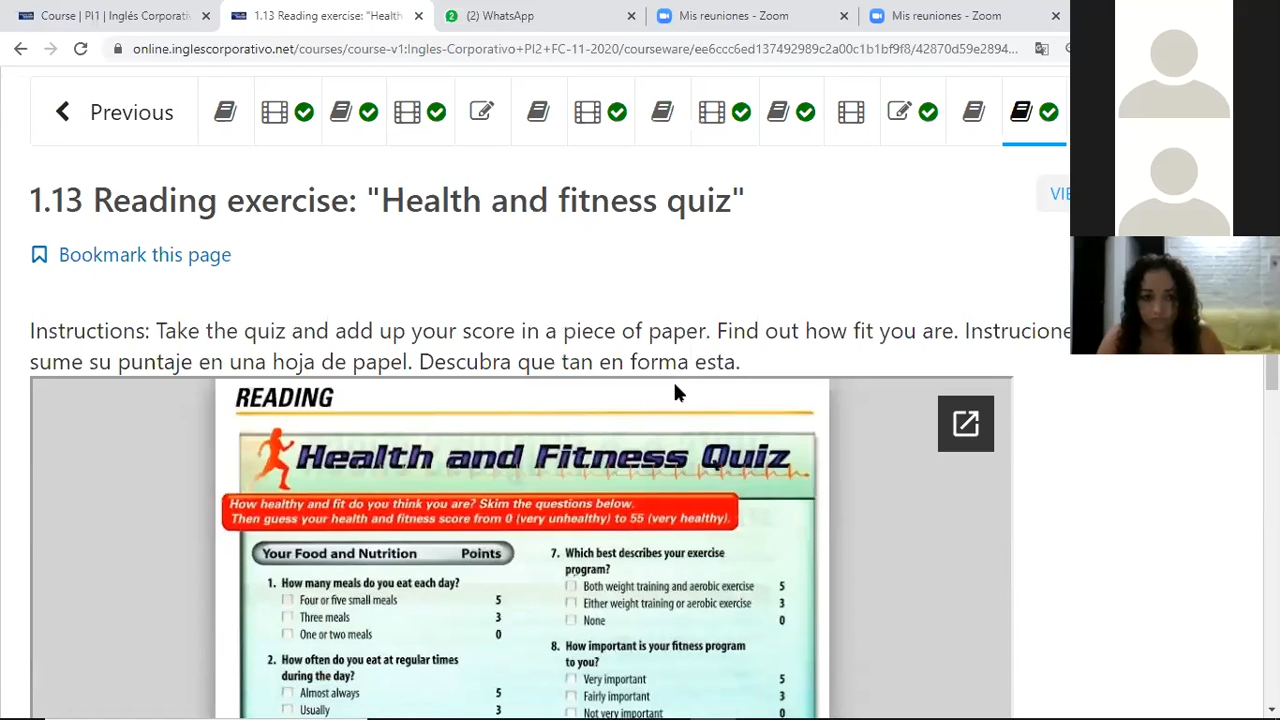 Course | PI1 | Inglés Corporati
1.13 Reading exercise: "Health
(2) WhatsApp
Mis reuniones - Zoom
Mis reuniones - Zoom
online.inglescorporativo.net/courses/course-v1:Ingles-Corporativo+PI2+FC-11-2020/courseware/ee6ccc6ed137492989c2a00c1b1bf9f8/42870d59e2894...
Previous
1.13 Reading exercise: "Health and fitness quiz"
VIE
Bookmark this page
Instructions: Take the quiz and add up your score in a piece of paper. Find out how fit you are. Instrucione
sume su puntaje en una hoja de papel. Descubra que tan en forma esta.
READING
Health and Fitness Quiz
How healthy and fit do you think you are? Skim the questions below.
Then guess your health and fitness score from 0 (very unhealthy) to 55 (very healthy).
Your Food and Nutrition Points
1. How many meals do you eat each day?
Four or five small meals 5
Three meals 3
One or two meals 0
2. How often do you eat at regular times
during the day?
Almost always 5
Usually 3
7. Which best describes your exercise
program?
Both weight training and aerobic exercise 5
Either weight training or aerobic exercise 3
None 0
8. How important is your fitness program
to you?
Very important 5
Fairly important 3
Not very important 0